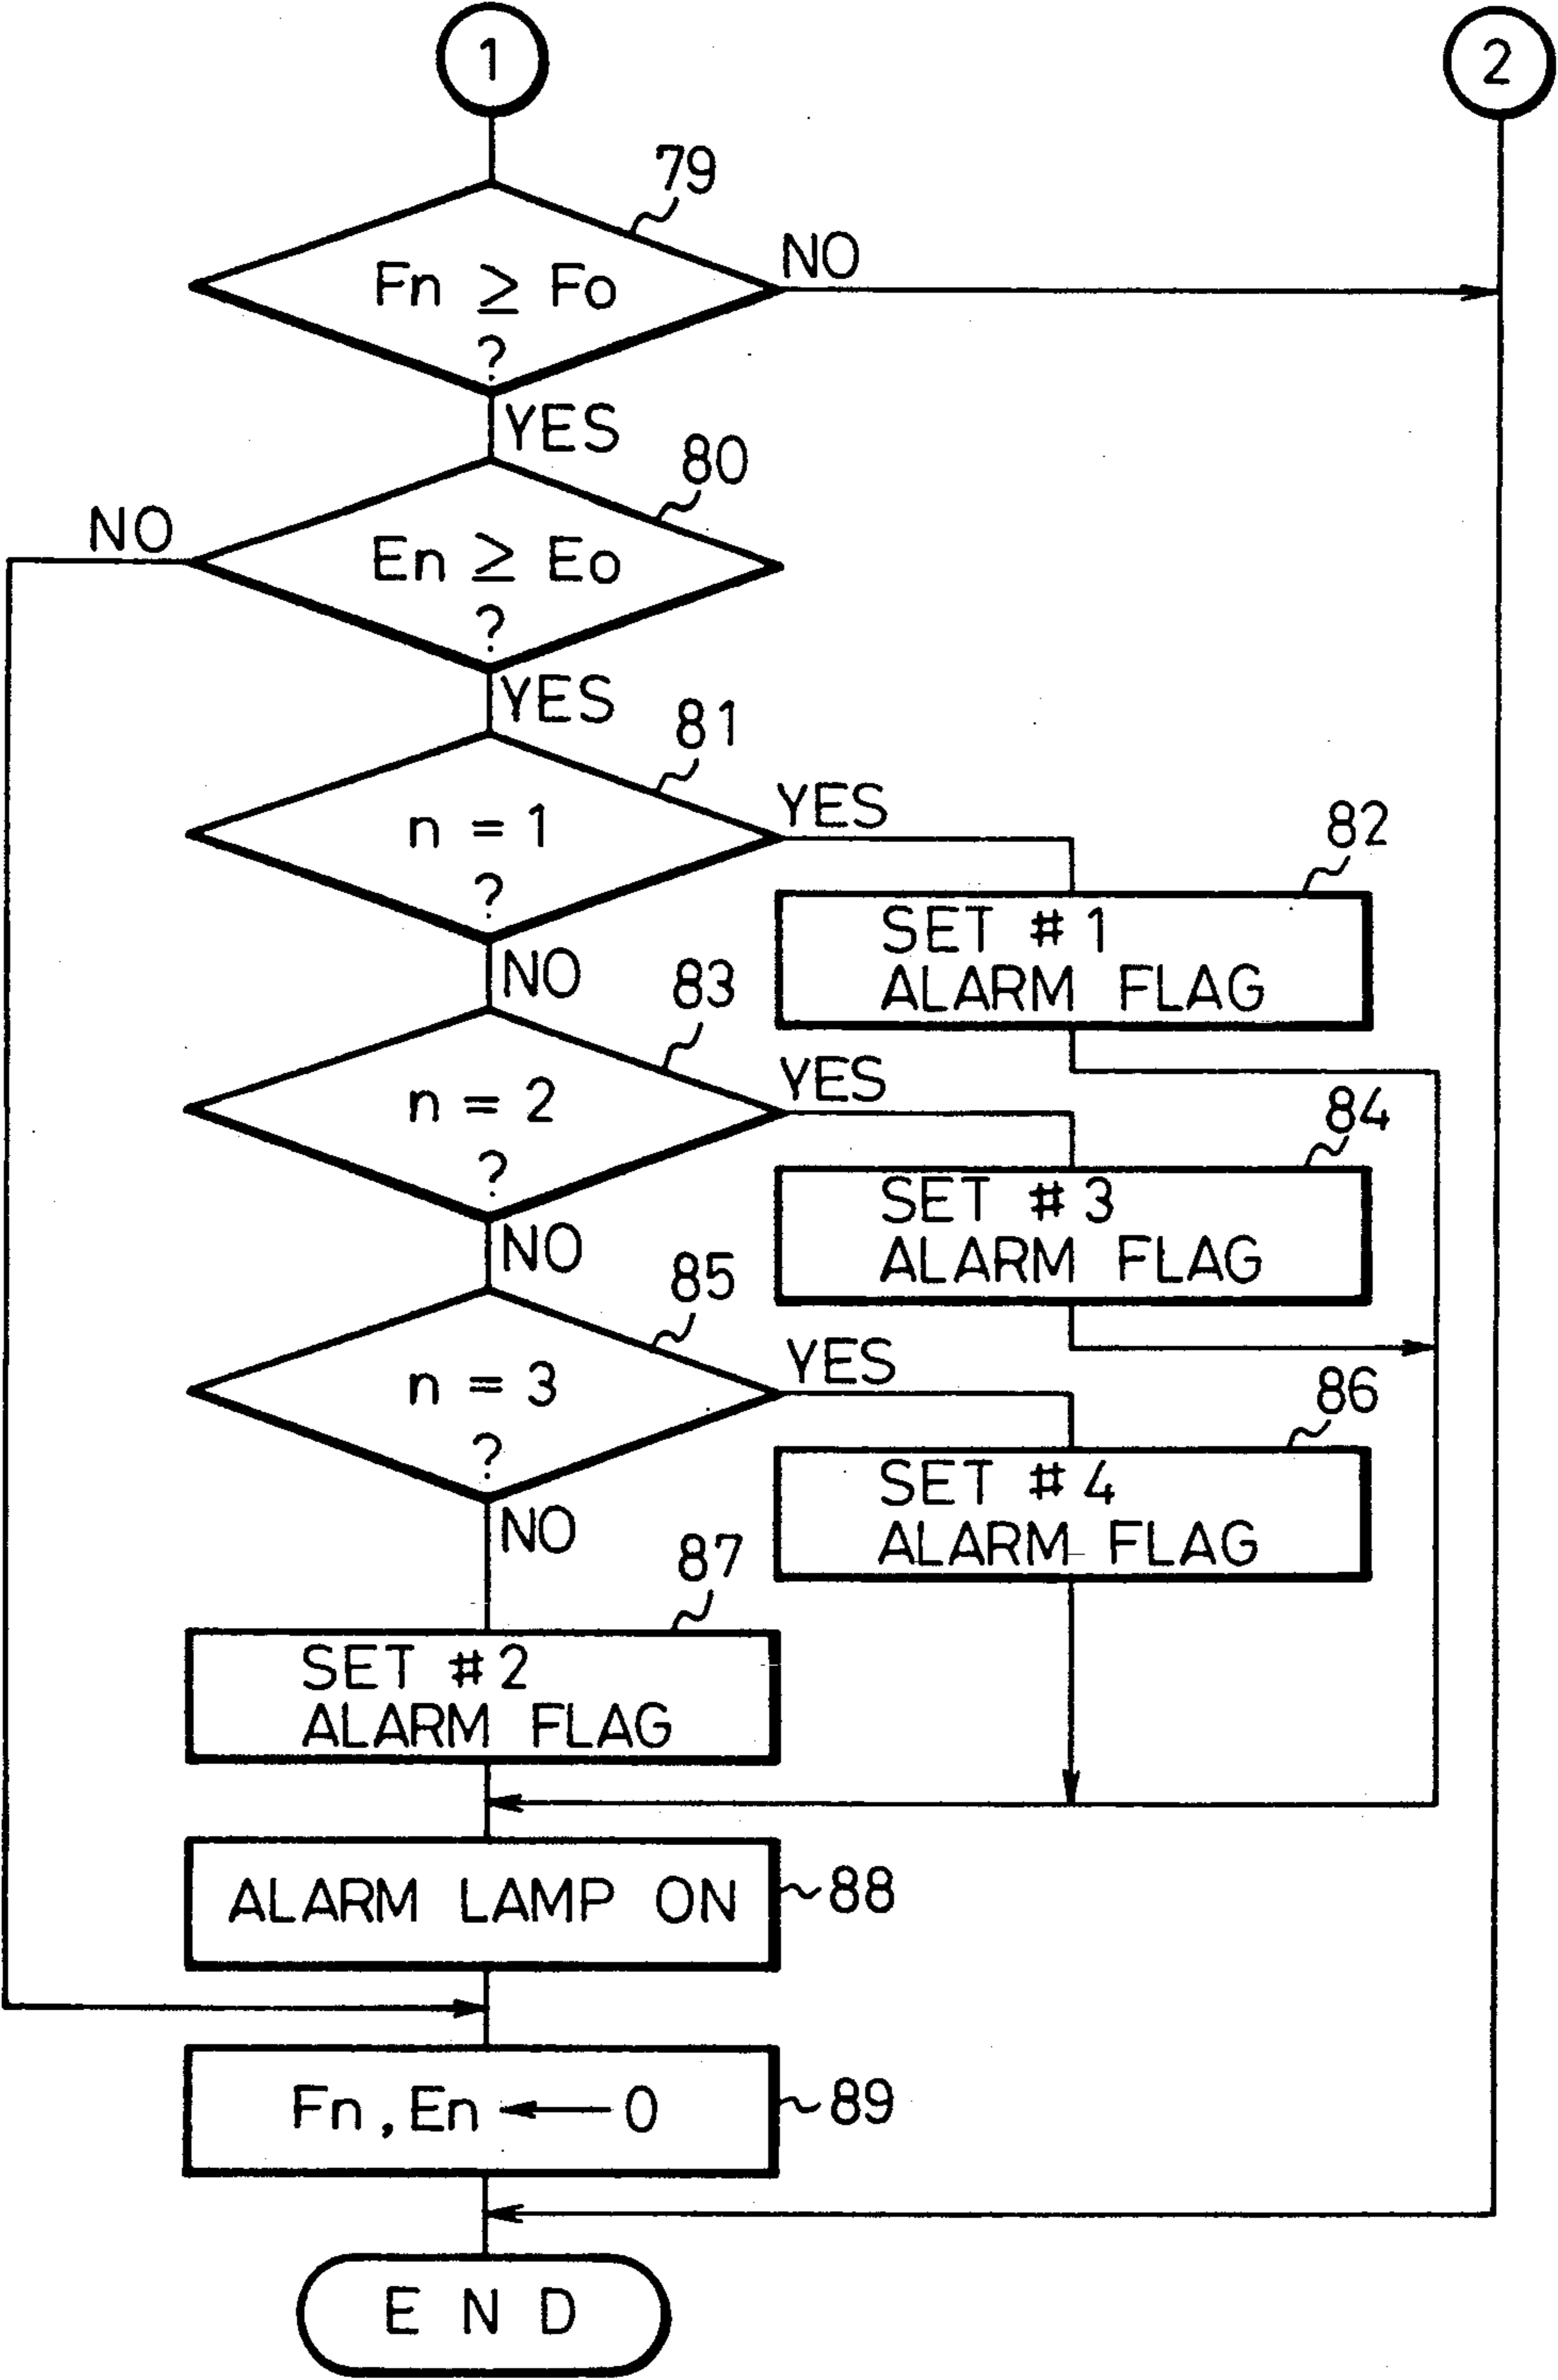 1
2
79
Fn ≥ Fo
?
NO
YES
80
En ≥ Eo
?
NO
YES
81
n = 1
?
YES
NO
82
SET #1
ALARM FLAG
83
n = 2
?
YES
NO
84
SET #3
ALARM FLAG
85
n = 3
?
YES
NO
86
SET #4
ALARM FLAG
87
SET #2
ALARM FLAG
ALARM LAMP ON
88
Fn, En ← 0
89
END